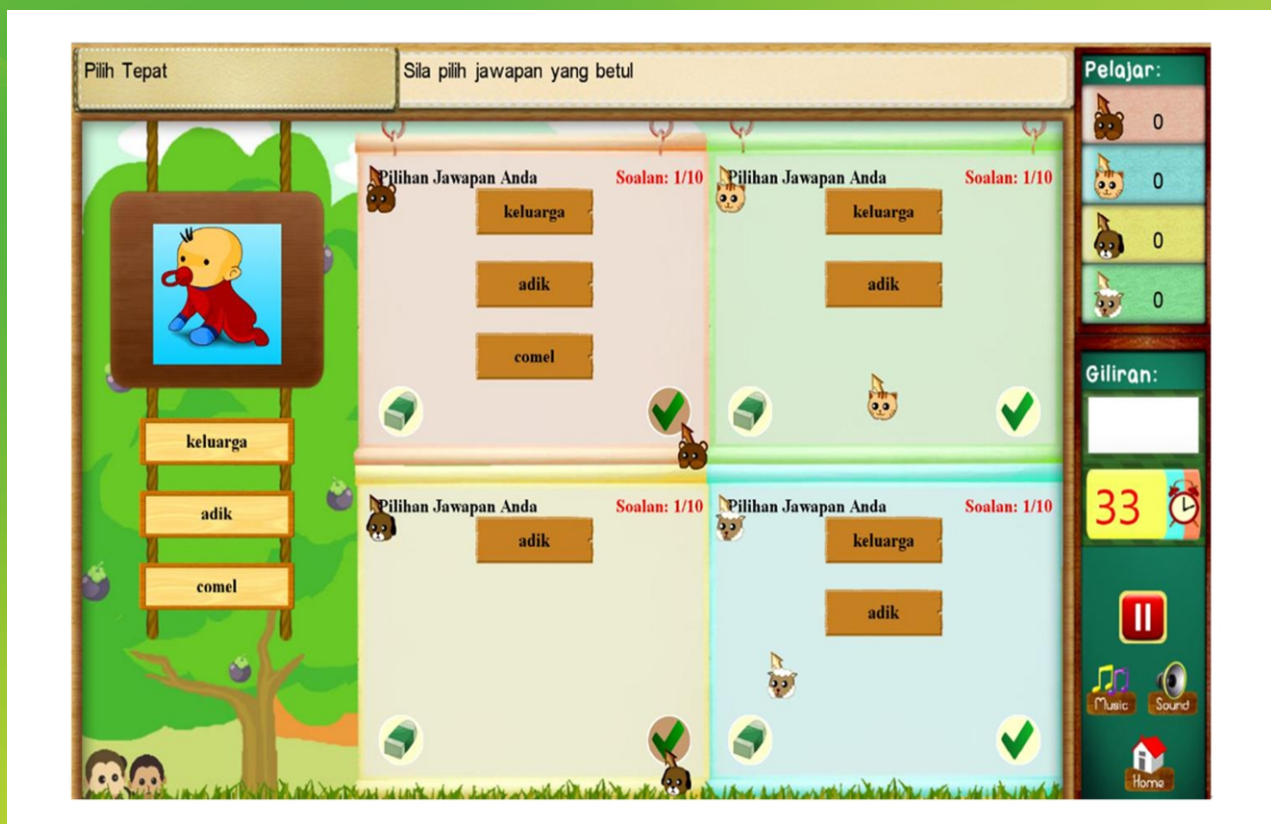 Pilih Tepat
Sila pilih jawapan yang betul
keluarga
adik
comel
Pilihan Jawapan Anda Soalan: 1/10
keluarga
adik
comel
Pilihan Jawapan Anda Soalan: 1/10
keluarga
adik
Pilihan Jawapan Anda Soalan: 1/10
adik
Pilihan Jawapan Anda Soalan: 1/10
keluarga
adik
Pelajar:
0
0
0
0
Giliran:
33
Music Sound
Home